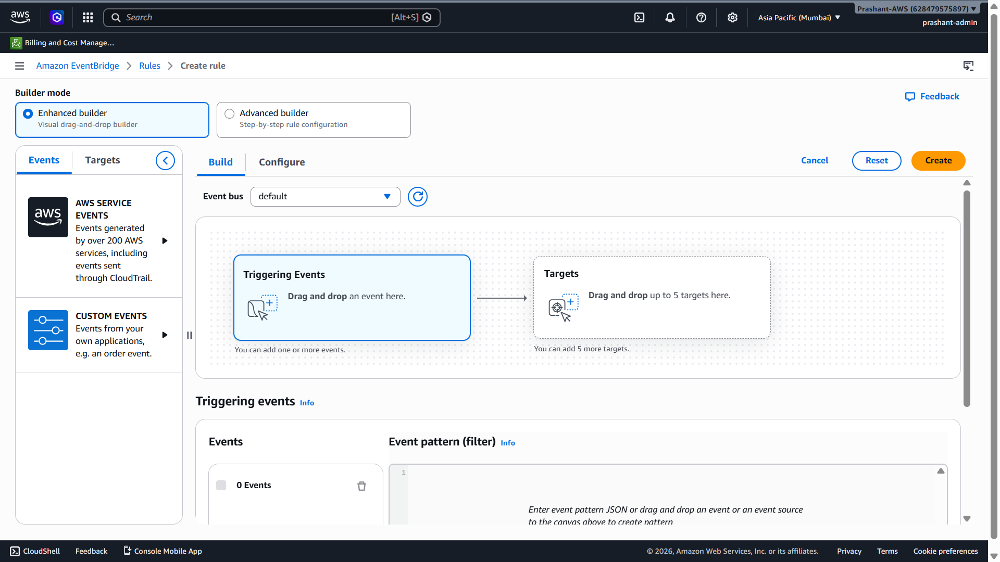 aws
Search
[Alt+S]
Asia Pacific (Mumbai)
Prashant-AWS (628479575897)
prashant-admin
Billing and Cost Manage...
Amazon EventBridge
Rules
Create rule
Builder mode
Feedback
Enhanced builder
Visual drag-and-drop builder
Advanced builder
Step-by-step rule configuration
Events
Targets
aws
AWS SERVICE
EVENTS
Events generated
by over 200 AWS
services, including
events sent
through CloudTrail.
CUSTOM EVENTS
Events from your
own applications,
e.g. an order event.
Build
Configure
Cancel
Reset
Create
Event bus
default
Triggering Events
Drag and drop an event here.
You can add one or more events.
Targets
Drag and drop up to 5 targets here.
You can add 5 more targets.
Triggering events Info
Events
0 Events
Event pattern (filter) Info
1
Enter event pattern JSON or drag and drop an event or an event source
to the canvas above to create pattern
CloudShell
Feedback
Console Mobile App
© 2026, Amazon Web Services, Inc. or its affiliates.
Privacy
Terms
Cookie preferences